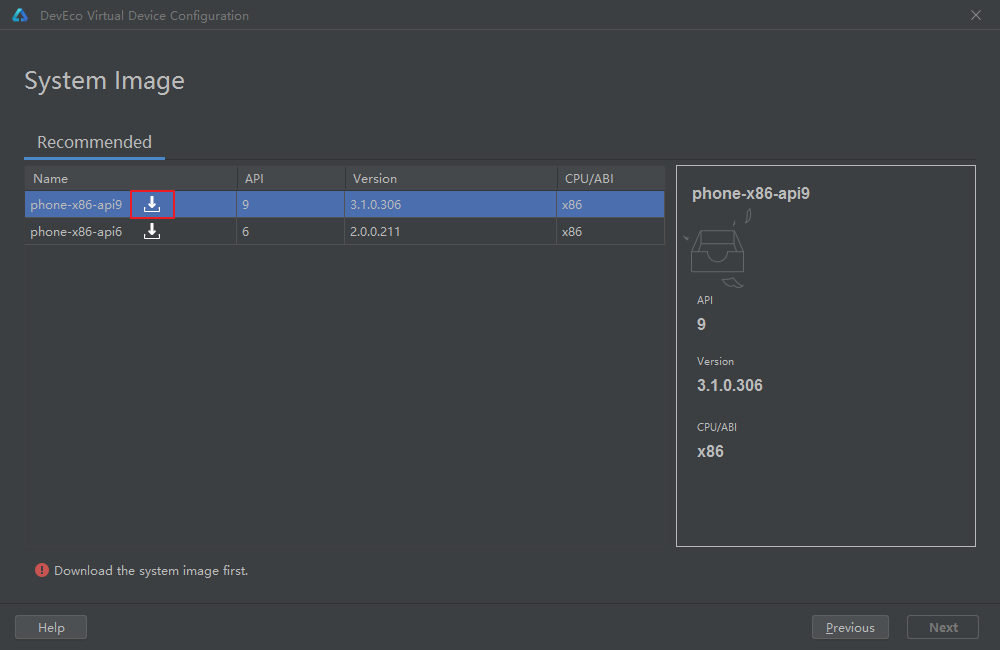 DevEco Virtual Device Configuration
System Image
Recommended
Name API Version CPU/ABI
phone-x86-api9 9 3.1.0.306 x86
phone-x86-api6 6 2.0.0.211 x86
phone-x86-api9
API
9
Version
3.1.0.306
CPU/ABI
x86
Download the system image first.
Help Previous Next